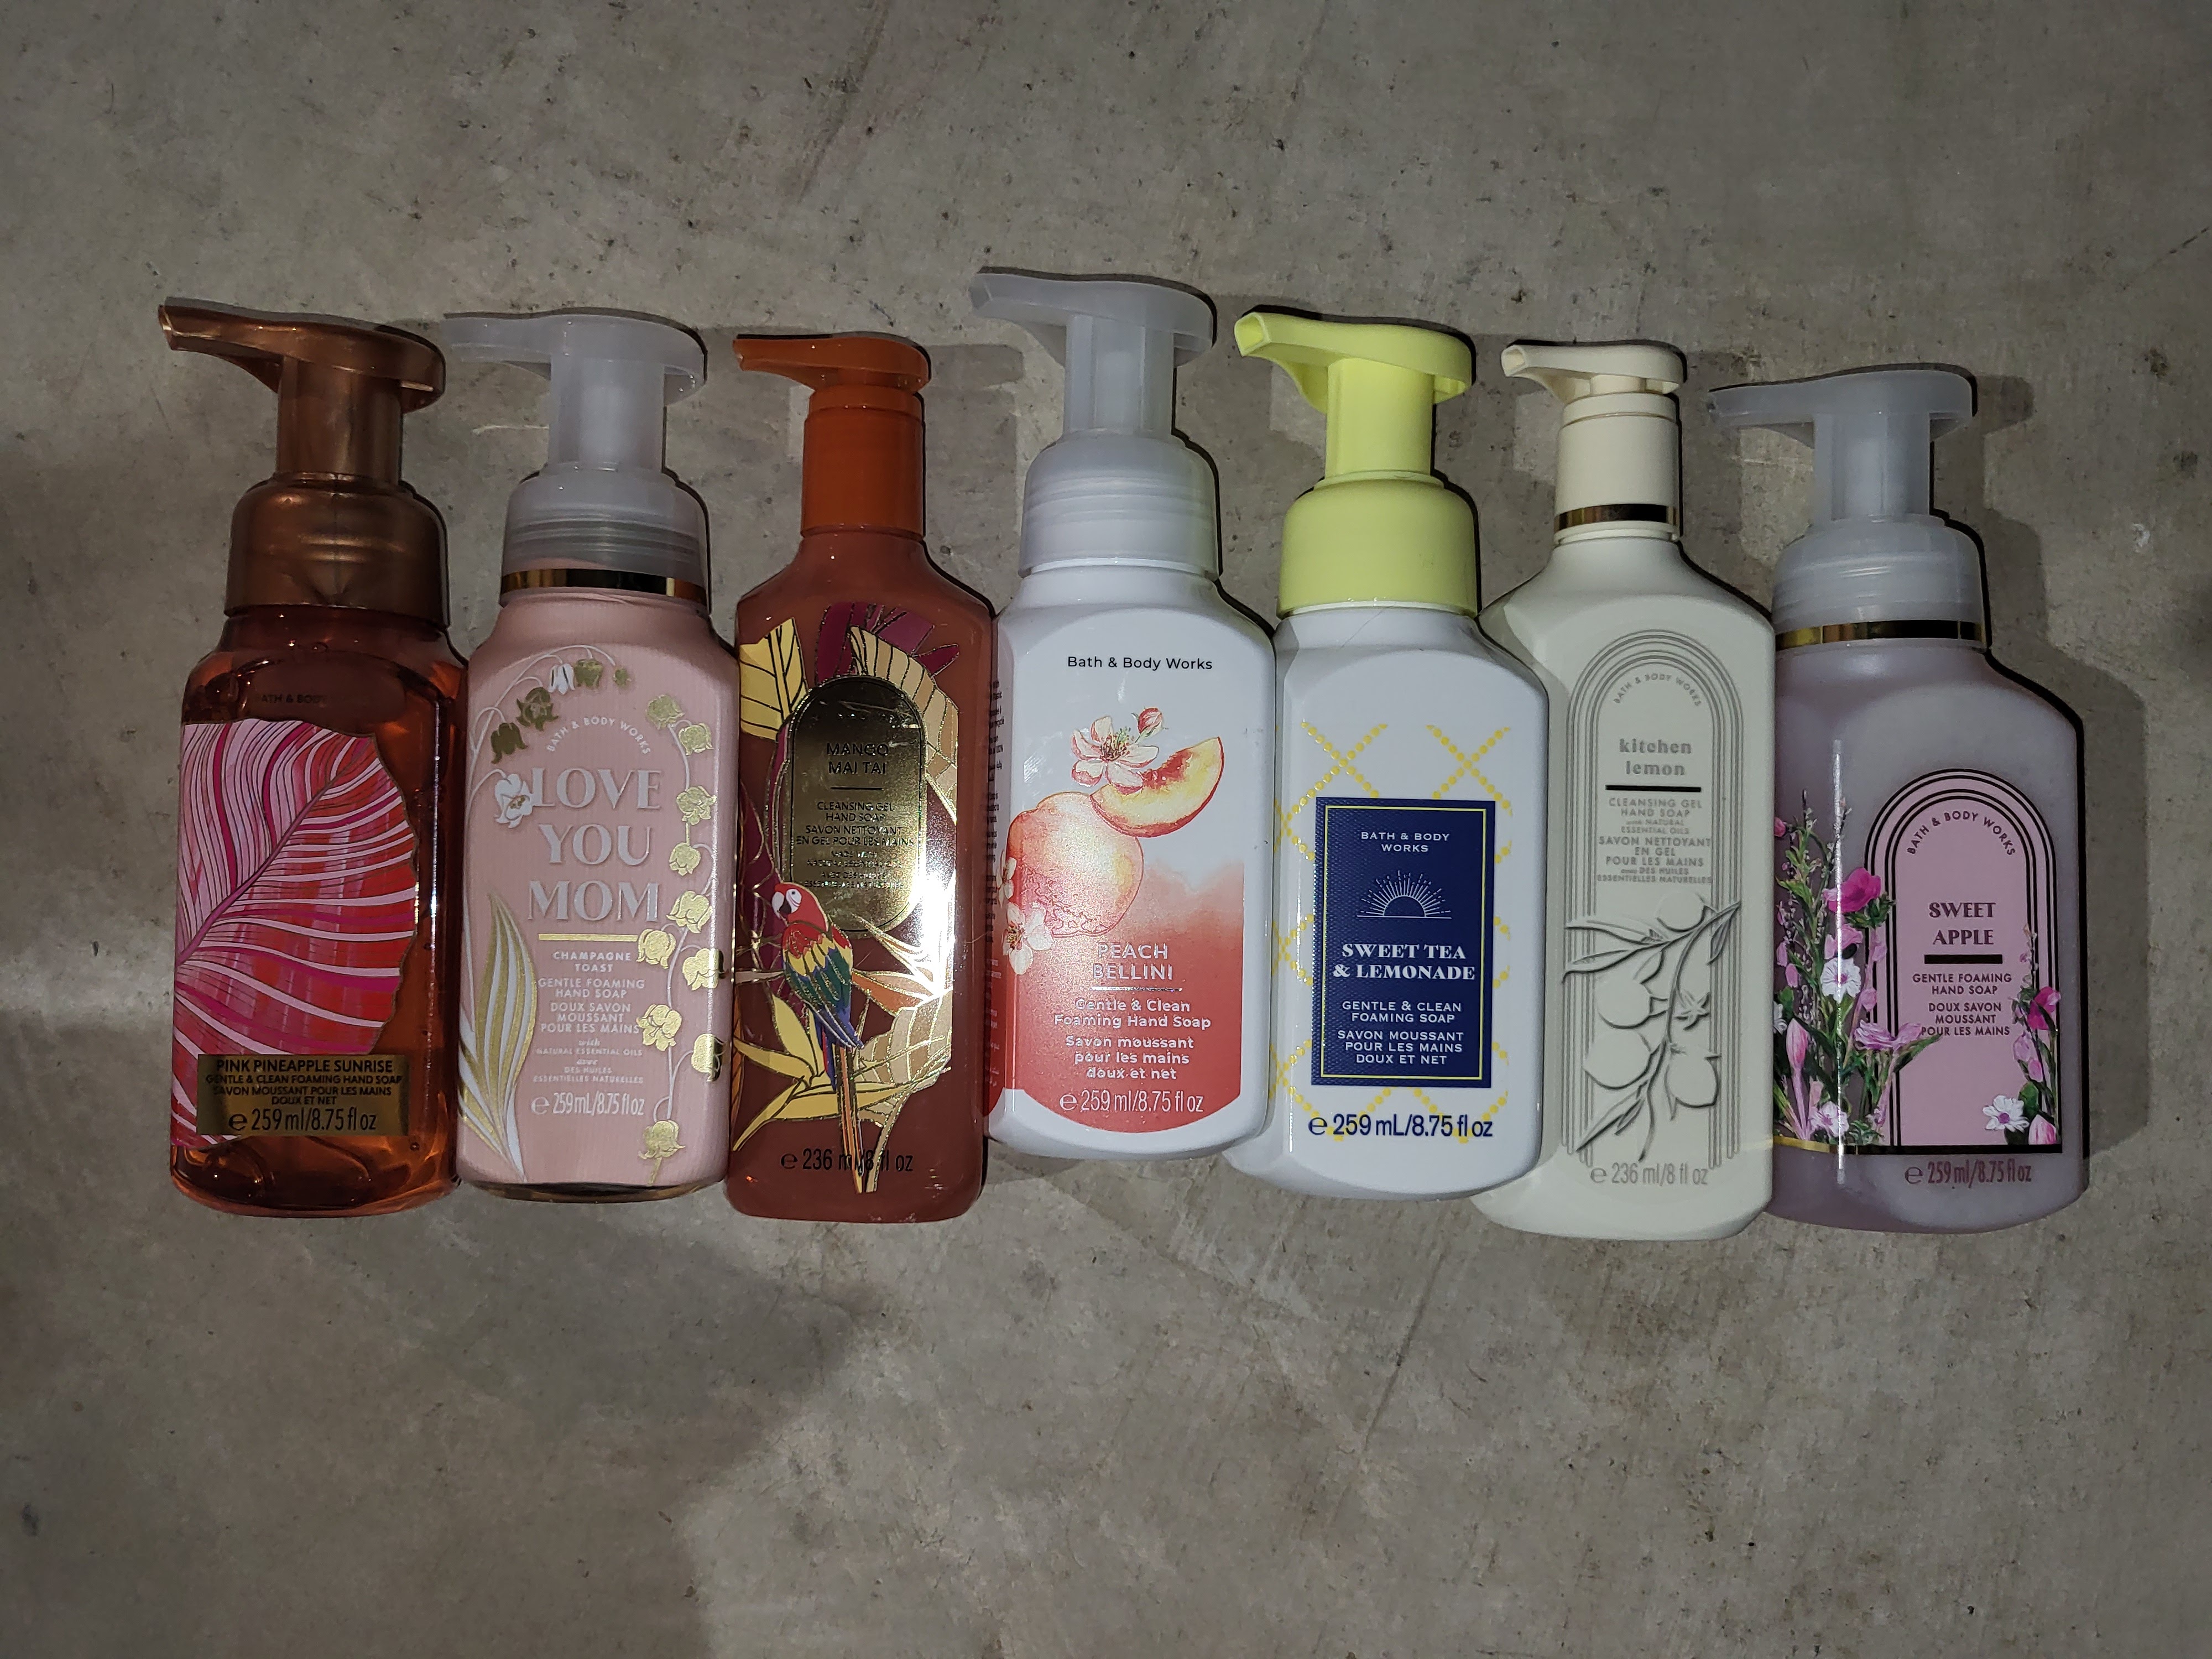 BATH & BODY
PINK PINEAPPLE SUNRISE
GENTLE & CLEAN FOAMING HAND SOAP
SAVON MOUSSANT POUR LES MAINS
DOUX ET NET
e 259 ml/8.75 fl oz
BATH & BODY WORKS
LOVE
YOU
MOM
CHAMPAGNE
TOAST
GENTLE FOAMING
HAND SOAP
DOUX SAVON
MOUSSANT
POUR LES MAINS
with
NATURAL ESSENTIAL OILS
avec
DES HUILES
ESSENTIELLES NATURELLES
e 259 mL/8.75 fl oz
MANGO
MAI TAI
CLEANSING GEL
HAND SOAP
SAVON NETTOYANT
EN GEL POUR LES MAINS
e 236 ml/8 fl oz
Bath & Body Works
PEACH
BELLINI
Gentle & Clean
Foaming Hand Soap
Savon moussant
pour les mains
doux et net
e 259 ml/8.75 fl oz
BATH & BODY
WORKS
SWEET TEA
& LEMONADE
GENTLE & CLEAN
FOAMING SOAP
SAVON MOUSSANT
POUR LES MAINS
DOUX ET NET
e 259 mL/8.75 fl oz
BATH & BODY WORKS
kitchen
lemon
CLEANSING GEL
HAND SOAP
with NATURAL
ESSENTIAL OILS
SAVON NETTOYANT
EN GEL
POUR LES MAINS
avec DES HUILES
ESSENTIELLES NATURELLES
e 236 ml/8 fl oz
BATH & BODY WORKS
SWEET
APPLE
GENTLE FOAMING
HAND SOAP
DOUX SAVON
MOUSSANT
POUR LES MAINS
e 259 ml/8.75 fl oz